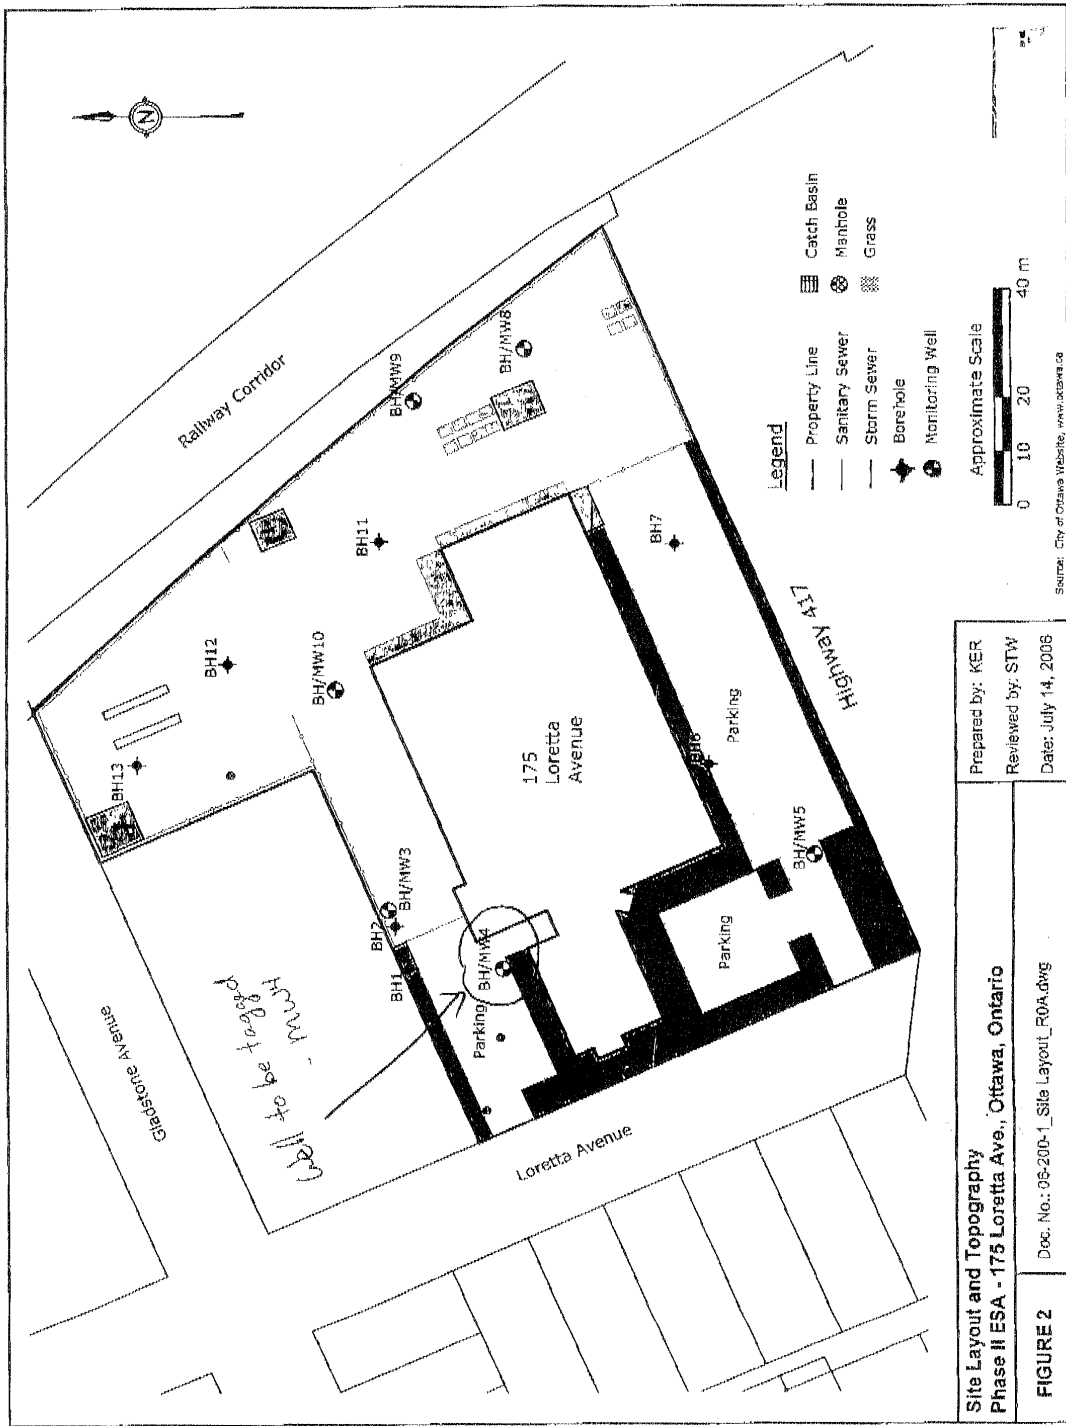 N
Railway Corridor
Gladstone Avenue
Well to be tagged
- MW4
BH13
BH12
BH/MW10
BH11
BH/MW9
BH/MW8
BH1
BH2
BH/MW3
BH/MW4
Parking
175
Loretta
Avenue
BH7
BH6
Parking
Parking
BH/MW5
Highway 417
Loretta Avenue
Legend
Property Line
Sanitary Sewer
Storm Sewer
Borehole
Monitoring Well
Catch Basin
Manhole
Grass
Approximate Scale
0 10 20 40 m
Source: City of Ottawa Website, www.ottawa.ca
Site Layout and Topography
Phase II ESA - 175 Loretta Ave., Ottawa, Ontario
FIGURE 2
Doc. No.: 06-200-1_Site Layout_R0A.dwg
Prepared by: KER
Reviewed by: STW
Date: July 14, 2006